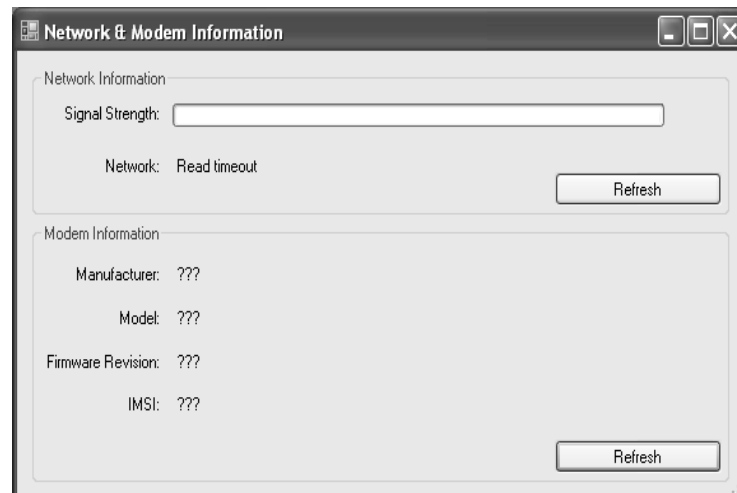 Network & Modem Information
Network Information
Signal Strength:
Network: Read timeout
Refresh
Modem Information
Manufacturer: ???
Model: ???
Firmware Revision: ???
IMSI: ???
Refresh